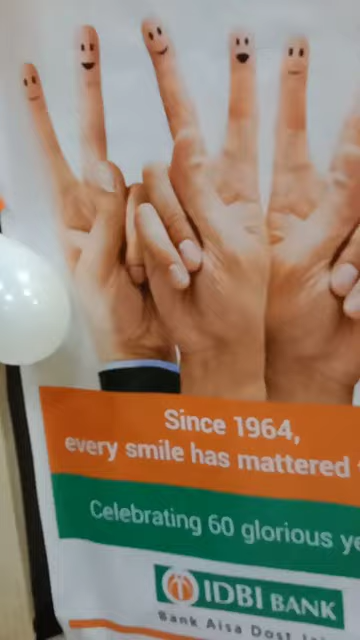 Since 1964,
every smile has mattered
Celebrating 60 glorious ye
IDBI BANK
Bank Aisa Dost